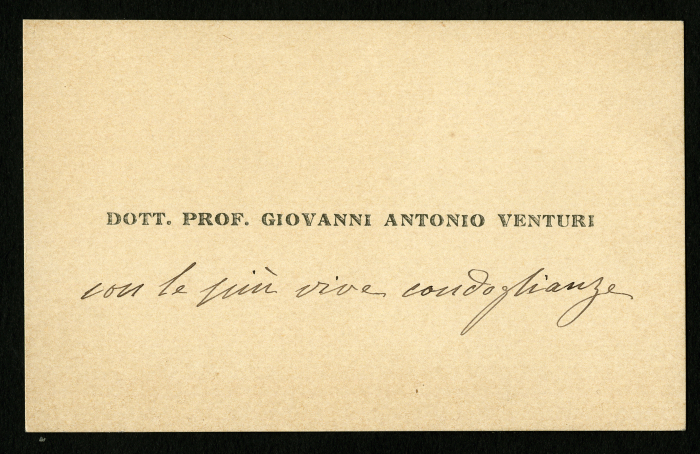 DOTT. PROF. GIOVANNI ANTONIO VENTURI
con le più vive condoglianze